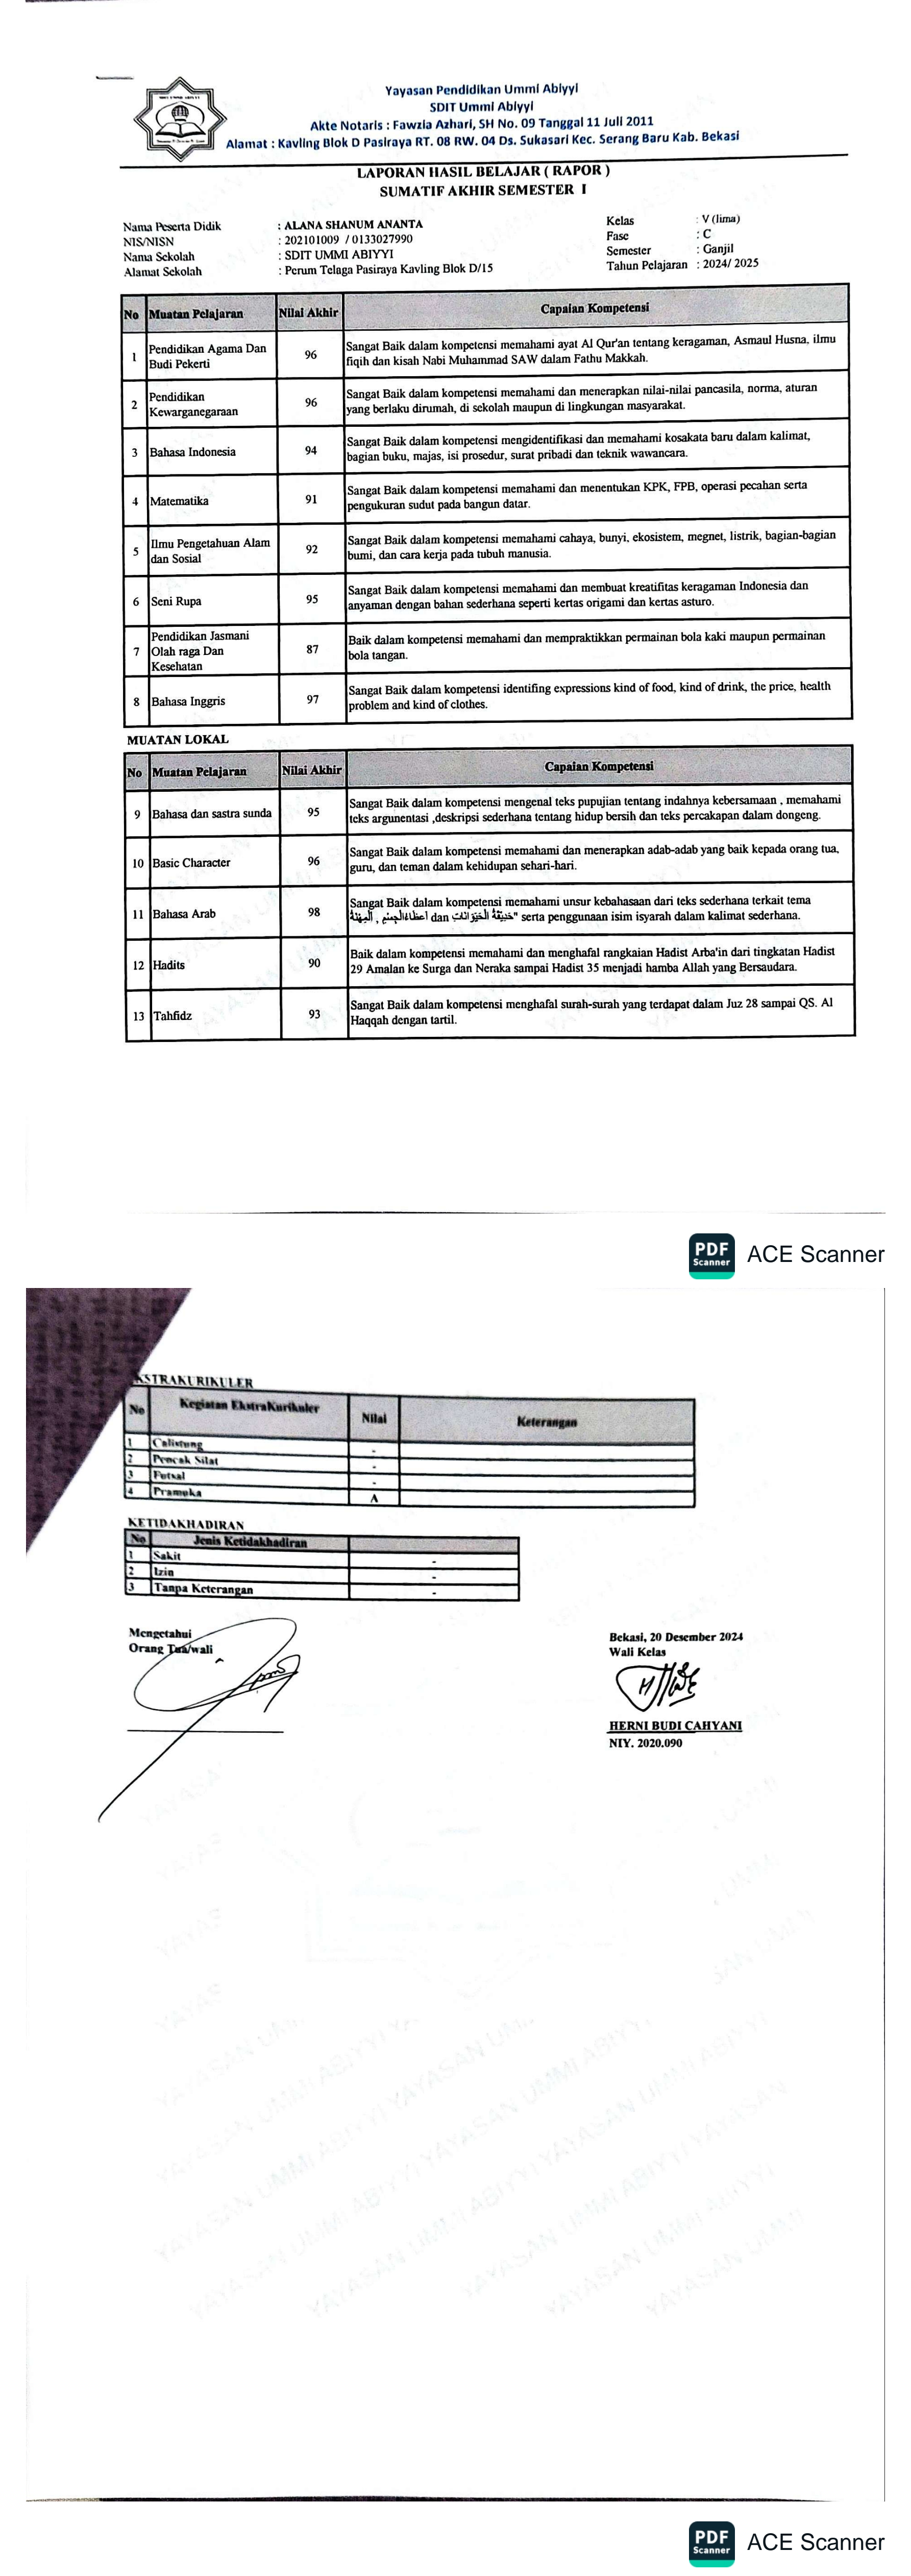 Yayasan Pendidikan Ummi Abiyyi
SDIT Ummi Abiyyi
Akte Notaris : Fawzia Azhari, SH No. 09 Tanggal 11 Juli 2011
Alamat : Kavling Blok D Pasiraya RT. 08 RW. 04 Ds. Sukasari Kec. Serang Baru Kab. Bekasi
LAPORAN HASIL BELAJAR ( RAPOR )
SUMATIF AKHIR SEMESTER I
Nama Peserta Didik : ALANA SHANUM ANANTA Kelas : V (lima)
NIS/NISN : 202101009 / 0133027990 Fase : C
Nama Sekolah : SDIT UMMI ABIYYI Semester : Ganjil
Alamat Sekolah : Perum Telaga Pasiraya Kavling Blok D/15 Tahun Pelajaran : 2024/ 2025
No Muatan Pelajaran Nilai Akhir Capaian Kompetensi
1 Pendidikan Agama Dan Budi Pekerti 96 Sangat Baik dalam kompetensi memahami ayat Al Qur'an tentang keragaman, Asmaul Husna, ilmu
fiqih dan kisah Nabi Muhammad SAW dalam Fathu Makkah.
2 Pendidikan Kewarganegaraan 96 Sangat Baik dalam kompetensi memahami dan menerapkan nilai-nilai pancasila, norma, aturan
yang berlaku dirumah, di sekolah maupun di lingkungan masyarakat.
3 Bahasa Indonesia 94 Sangat Baik dalam kompetensi mengidentifikasi dan memahami kosakata baru dalam kalimat,
bagian buku, majas, isi prosedur, surat pribadi dan teknik wawancara.
4 Matematika 91 Sangat Baik dalam kompetensi memahami dan menentukan KPK, FPB, operasi pecahan serta
pengukuran sudut pada bangun datar.
5 Ilmu Pengetahuan Alam dan Sosial 92 Sangat Baik dalam kompetensi memahami cahaya, bunyi, ekosistem, megnet, listrik, bagian-bagian
bumi, dan cara kerja pada tubuh manusia.
6 Seni Rupa 95 Sangat Baik dalam kompetensi memahami dan membuat kreatifitas keragaman Indonesia dan
anyaman dengan bahan sederhana seperti kertas origami dan kertas asturo.
7 Pendidikan Jasmani Olah raga Dan Kesehatan 87 Baik dalam kompetensi memahami dan mempraktikkan permainan bola kaki maupun permainan
bola tangan.
8 Bahasa Inggris 97 Sangat Baik dalam kompetensi identifing expressions kind of food, kind of drink, the price, health
problem and kind of clothes.
MUATAN LOKAL
No Muatan Pelajaran Nilai Akhir Capaian Kompetensi
9 Bahasa dan sastra sunda 95 Sangat Baik dalam kompetensi mengenal teks pupujian tentang indahnya kebersamaan , memahami
teks argunentasi ,deskripsi sederhana tentang hidup bersih dan teks percakapan dalam dongeng.
10 Basic Character 96 Sangat Baik dalam kompetensi memahami dan menerapkan adab-adab yang baik kepada orang tua,
guru, dan teman dalam kehidupan sehari-hari.
11 Bahasa Arab 98 Sangat Baik dalam kompetensi memahami unsur kebahasaan dari teks sederhana terkait tema
dan serta penggunaan isim isyarah dalam kalimat sederhana.
12 Hadits 90 Baik dalam kompetensi memahami dan menghafal rangkaian Hadist Arba'in dari tingkatan Hadist
29 Amalan ke Surga dan Neraka sampai Hadist 35 menjadi hamba Allah yang Bersaudara.
13 Tahfidz 93 Sangat Baik dalam kompetensi menghafal surah-surah yang terdapat dalam Juz 28 sampai QS. Al
Haqqah dengan tartil.
PDF Scanner ACE Scanner
KSTRAKURIKULER
No Kegiatan EkstraKurikuler Nilai Keterangan
1 Calistung -
2 Pencak Silat -
3 Futsal -
4 Pramuka A
KETIDAKHADIRAN
No Jenis Ketidakhadiran
1 Sakit -
2 Izin -
3 Tanpa Keterangan -
Mengetahui
Orang Tua/wali
Bekasi, 20 Desember 2024
Wali Kelas
HERNI BUDI CAHYANI
NIY. 2020.090
PDF Scanner ACE Scanner